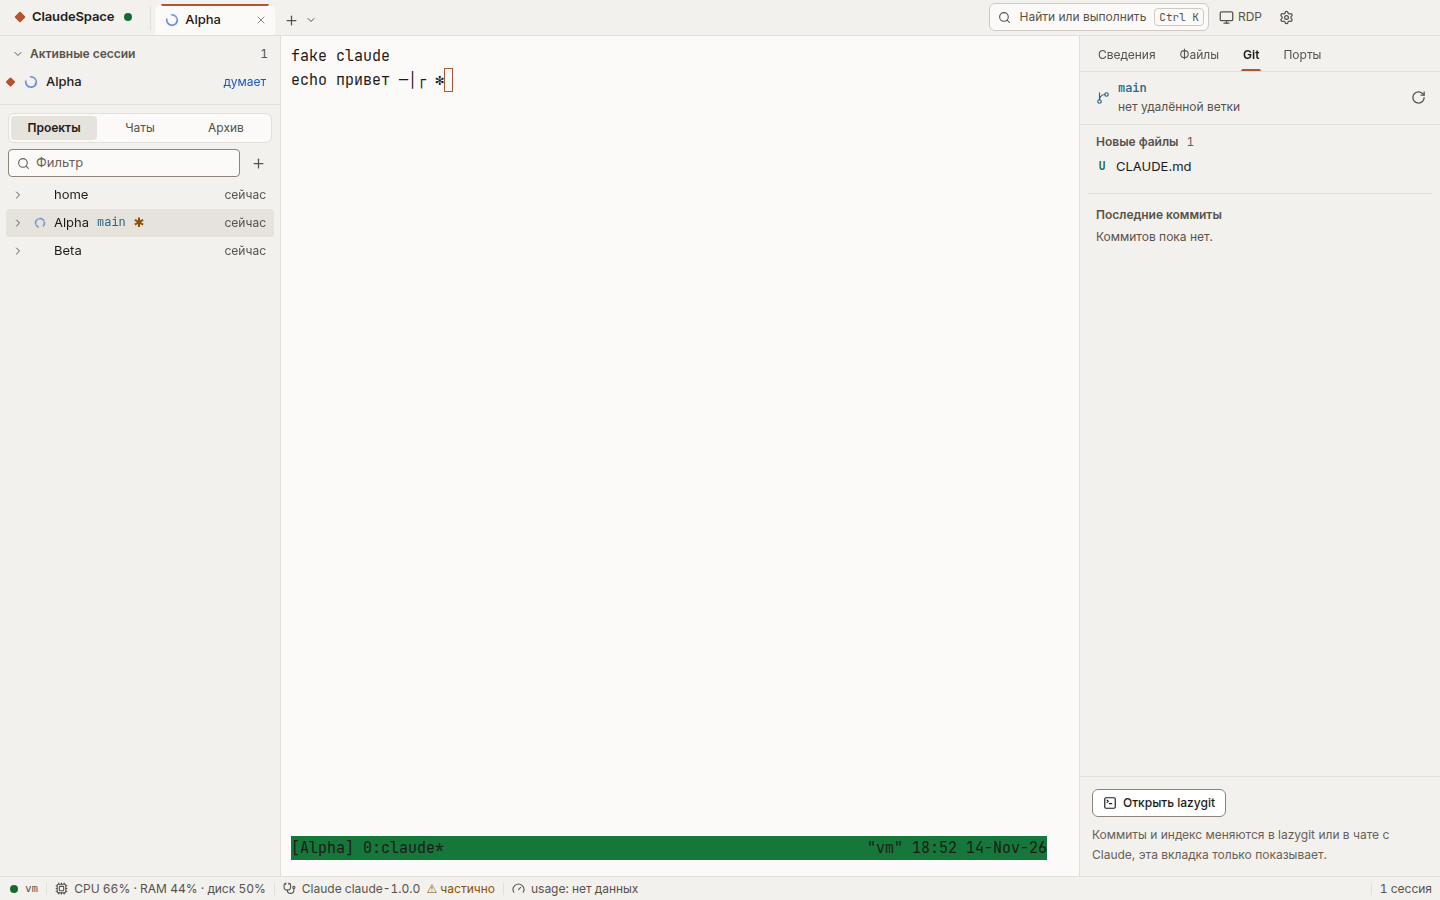 ClaudeSpace
Alpha
Найти или выполнить Ctrl K
RDP
Активные сессии 1
Alpha думает
Проекты Чаты Архив
Фильтр
home сейчас
Alpha main ✱ сейчас
Beta сейчас
fake claude
echo привет ─│┌ ✻
[Alpha] 0:claude* "vm" 18:52 14-Nov-26
Сведения Файлы Git Порты
main
нет удалённой ветки
Новые файлы 1
U CLAUDE.md
Последние коммиты
Коммитов пока нет.
Открыть lazygit
Коммиты и индекс меняются в lazygit или в чате с
Claude, эта вкладка только показывает.
vm CPU 66% · RAM 44% · диск 50% Claude claude-1.0.0 ⚠ частично usage: нет данных 1 сессия